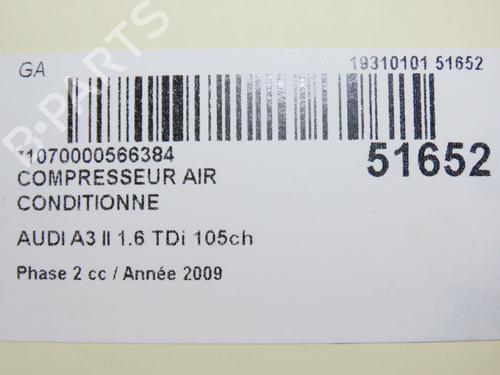 GA
19310101 51652
11070000566384
51652
COMPRESSEUR AIR
CONDITIONNE
AUDI A3 II 1.6 TDi 105ch
Phase 2 cc / Année 2009
B-PARTS